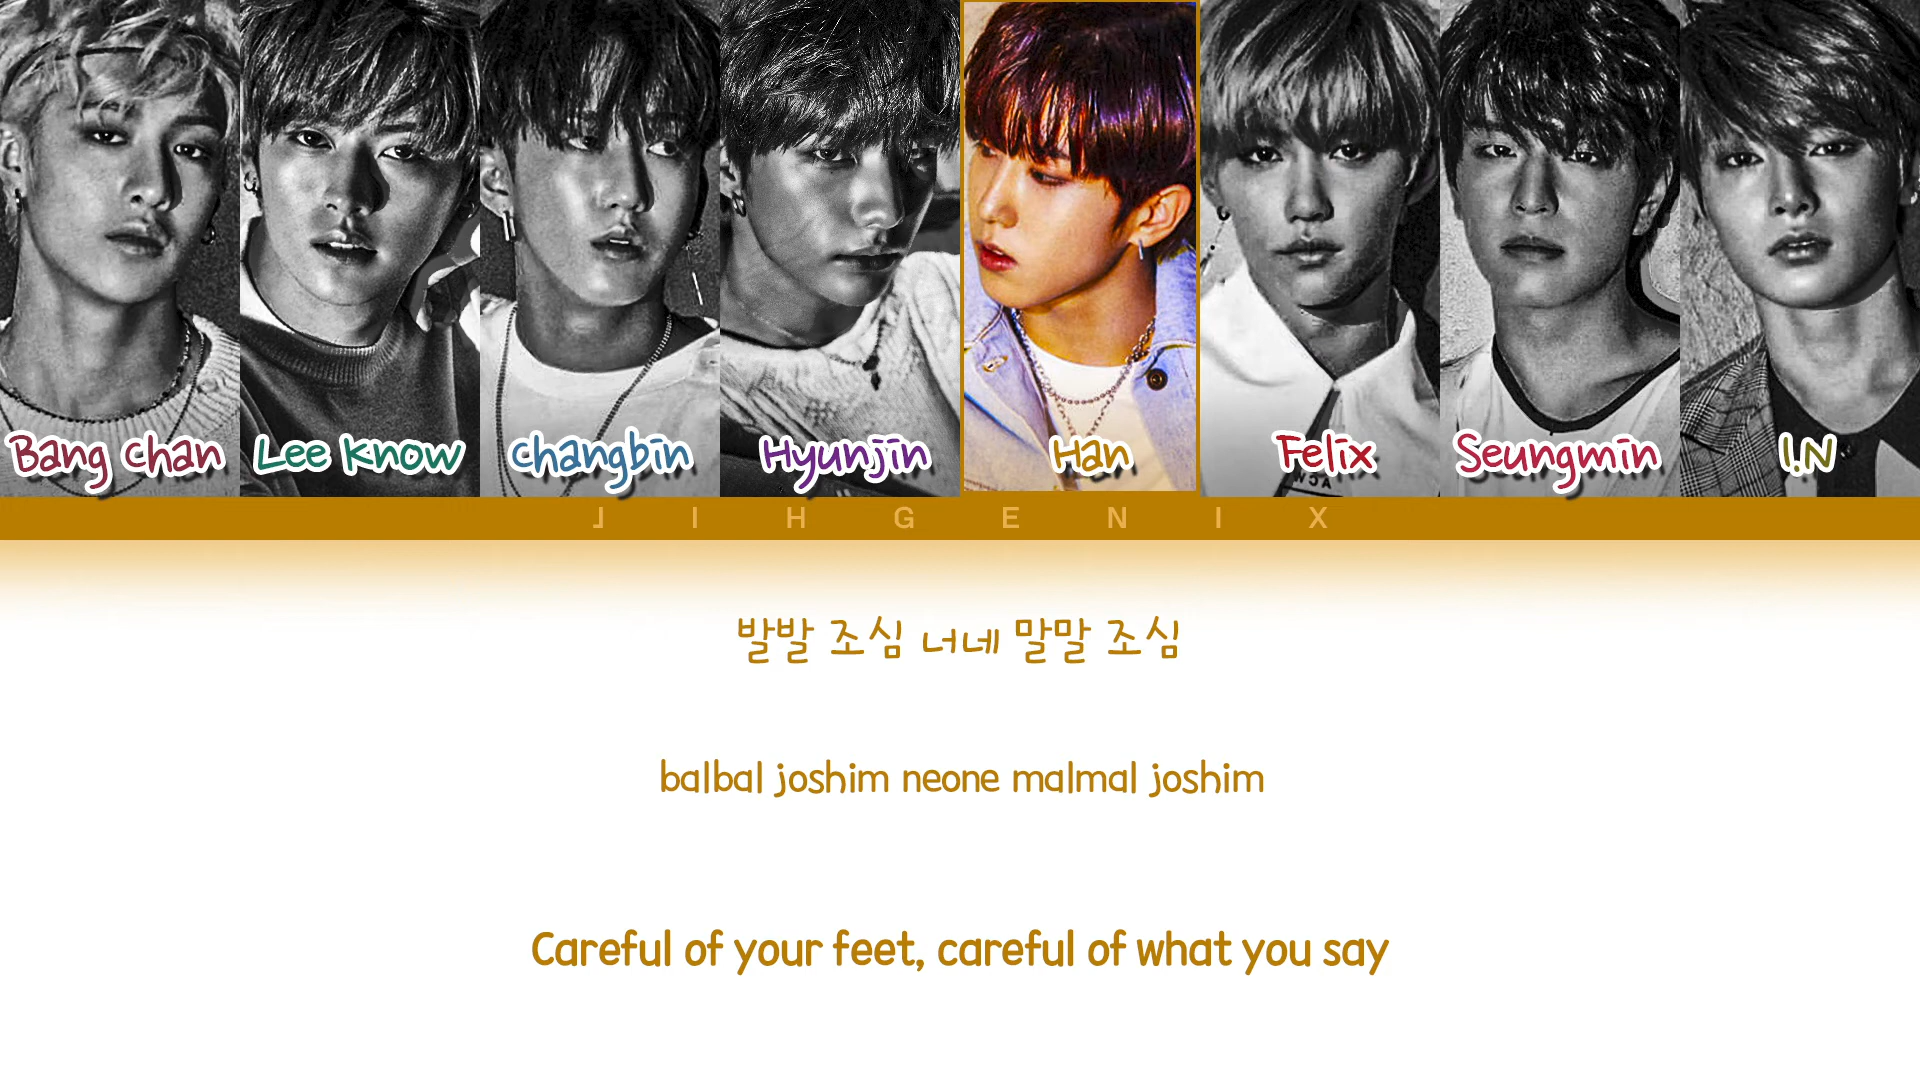 Bang Chan Lee Know Changbin Hyunjin Han Felix Seungmin I.N
JIHGENIX
발발 조심 너네 말말 조심
balbal joshim neone malmal joshim
Careful of your feet, careful of what you say